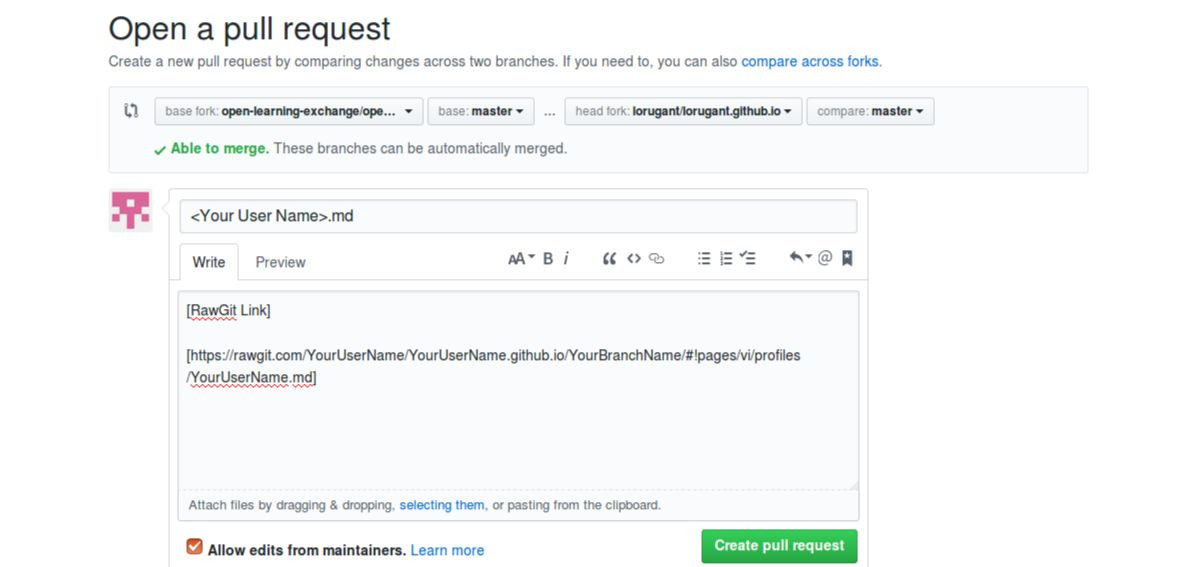 Open a pull request
Create a new pull request by comparing changes across two branches. If you need to, you can also compare across forks.
base fork: open-learning-exchange/ope... base: master ... head fork: lorugant/lorugant.github.io compare: master
Able to merge. These branches can be automatically merged.
<Your User Name>.md
Write Preview AA B i
[RawGit Link]
[https://rawgit.com/YourUserName/YourUserName.github.io/YourBranchName/#!pages/vi/profiles
/YourUserName.md]
Attach files by dragging & dropping, selecting them, or pasting from the clipboard.
Allow edits from maintainers. Learn more Create pull request